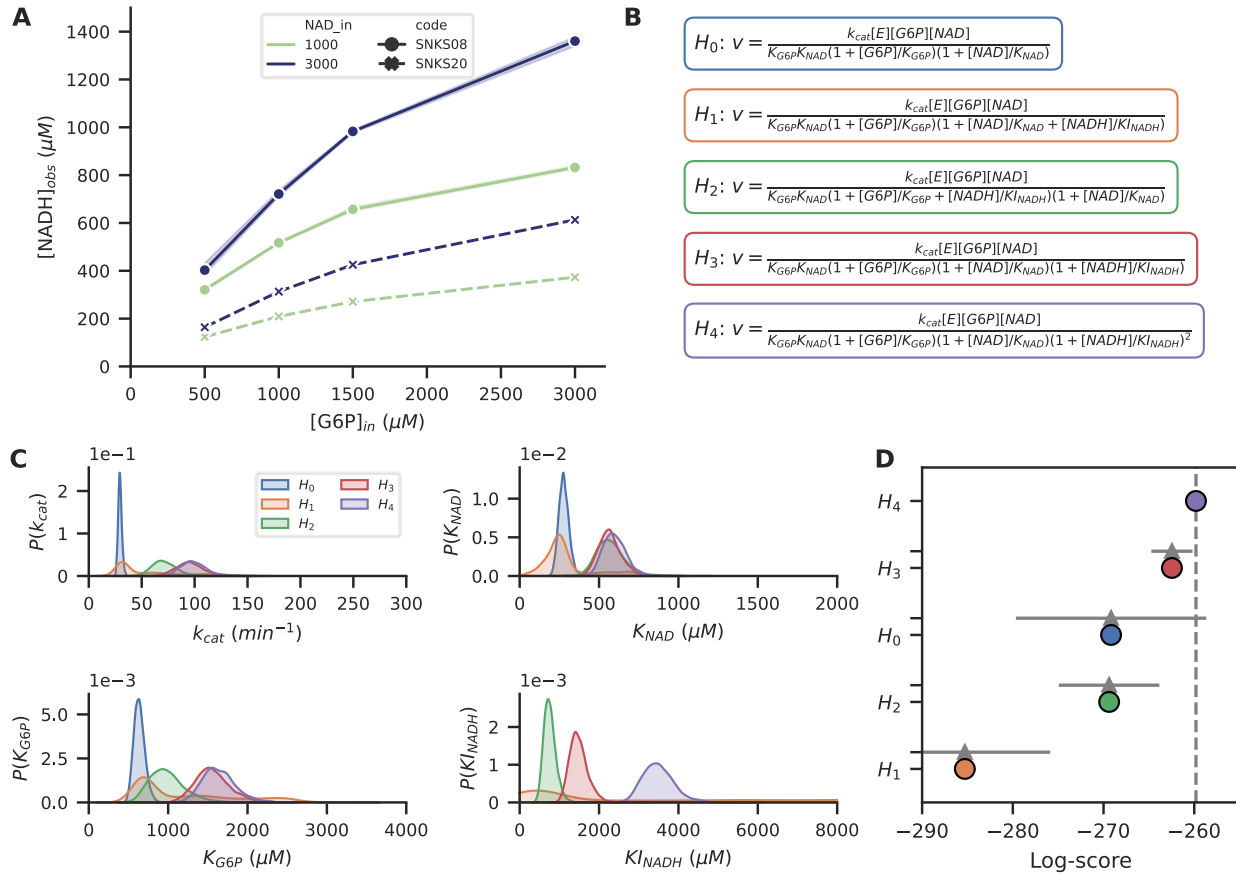 A
NAD_in code
1000 SNKS08
3000 SNKS20
1400
1200
1000
800
600
400
200
0
[NADH]obs (μM)
0 500 1000 1500 2000 2500 3000
[G6P]in (μM)
B
H0: v = kcat[E][G6P][NAD] / KG6PKNAD(1 + [G6P]/KG6P)(1 + [NAD]/KNAD)
H1: v = kcat[E][G6P][NAD] / KG6PKNAD(1 + [G6P]/KG6P)(1 + [NAD]/KNAD + [NADH]/KINADH)
H2: v = kcat[E][G6P][NAD] / KG6PKNAD(1 + [G6P]/KG6P + [NADH]/KINADH)(1 + [NAD]/KNAD)
H3: v = kcat[E][G6P][NAD] / KG6PKNAD(1 + [G6P]/KG6P)(1 + [NAD]/KNAD)(1 + [NADH]/KINADH)
H4: v = kcat[E][G6P][NAD] / KG6PKNAD(1 + [G6P]/KG6P)(1 + [NAD]/KNAD)(1 + [NADH]/KINADH)²
C
1e−1
H0 H3
H1 H4
H2
2
1
0
P(kcat)
0 50 100 150 200 250 300
kcat (min⁻¹)
1e−2
1.0
0.5
0.0
P(KNAD)
0 500 1000 1500 2000
KNAD (μM)
1e−3
5.0
2.5
0.0
P(KG6P)
0 1000 2000 3000 4000
KG6P (μM)
1e−3
2
1
0
P(KINADH)
0 2000 4000 6000 8000
KINADH (μM)
D
H4
H3
H0
H2
H1
−290 −280 −270 −260
Log-score